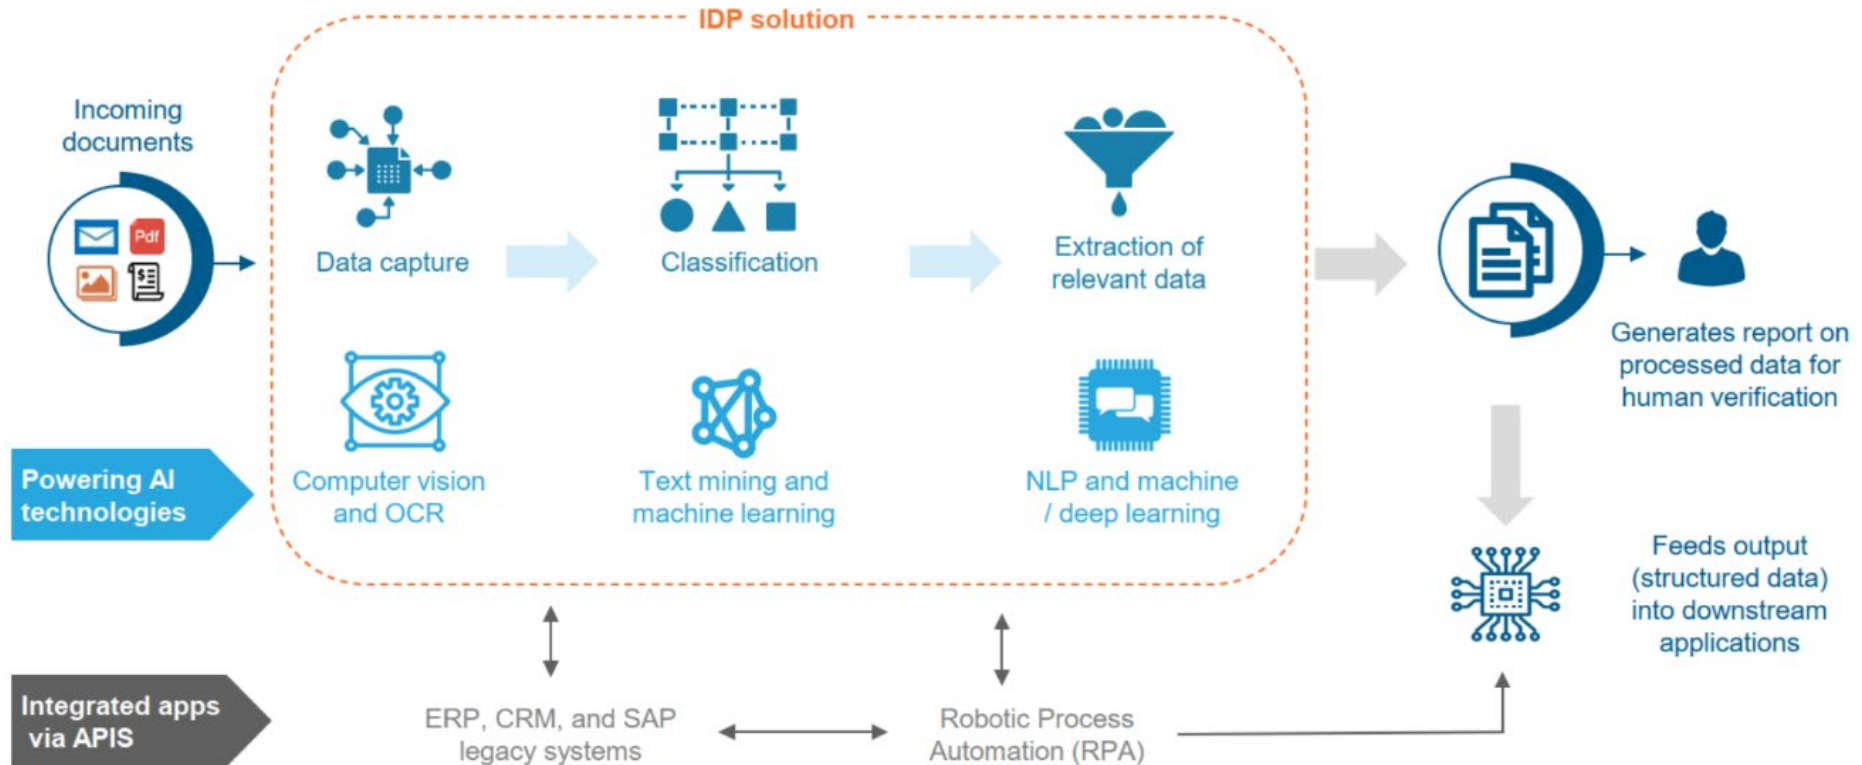 IDP solution
Incoming
documents
Pdf
$
Data capture
Classification
Extraction of
relevant data
Generates report on
processed data for
human verification
Powering AI
technologies
Computer vision
and OCR
Text mining and
machine learning
NLP and machine
/ deep learning
Feeds output
(structured data)
into downstream
applications
Integrated apps
via APIS
ERP, CRM, and SAP
legacy systems
Robotic Process
Automation (RPA)